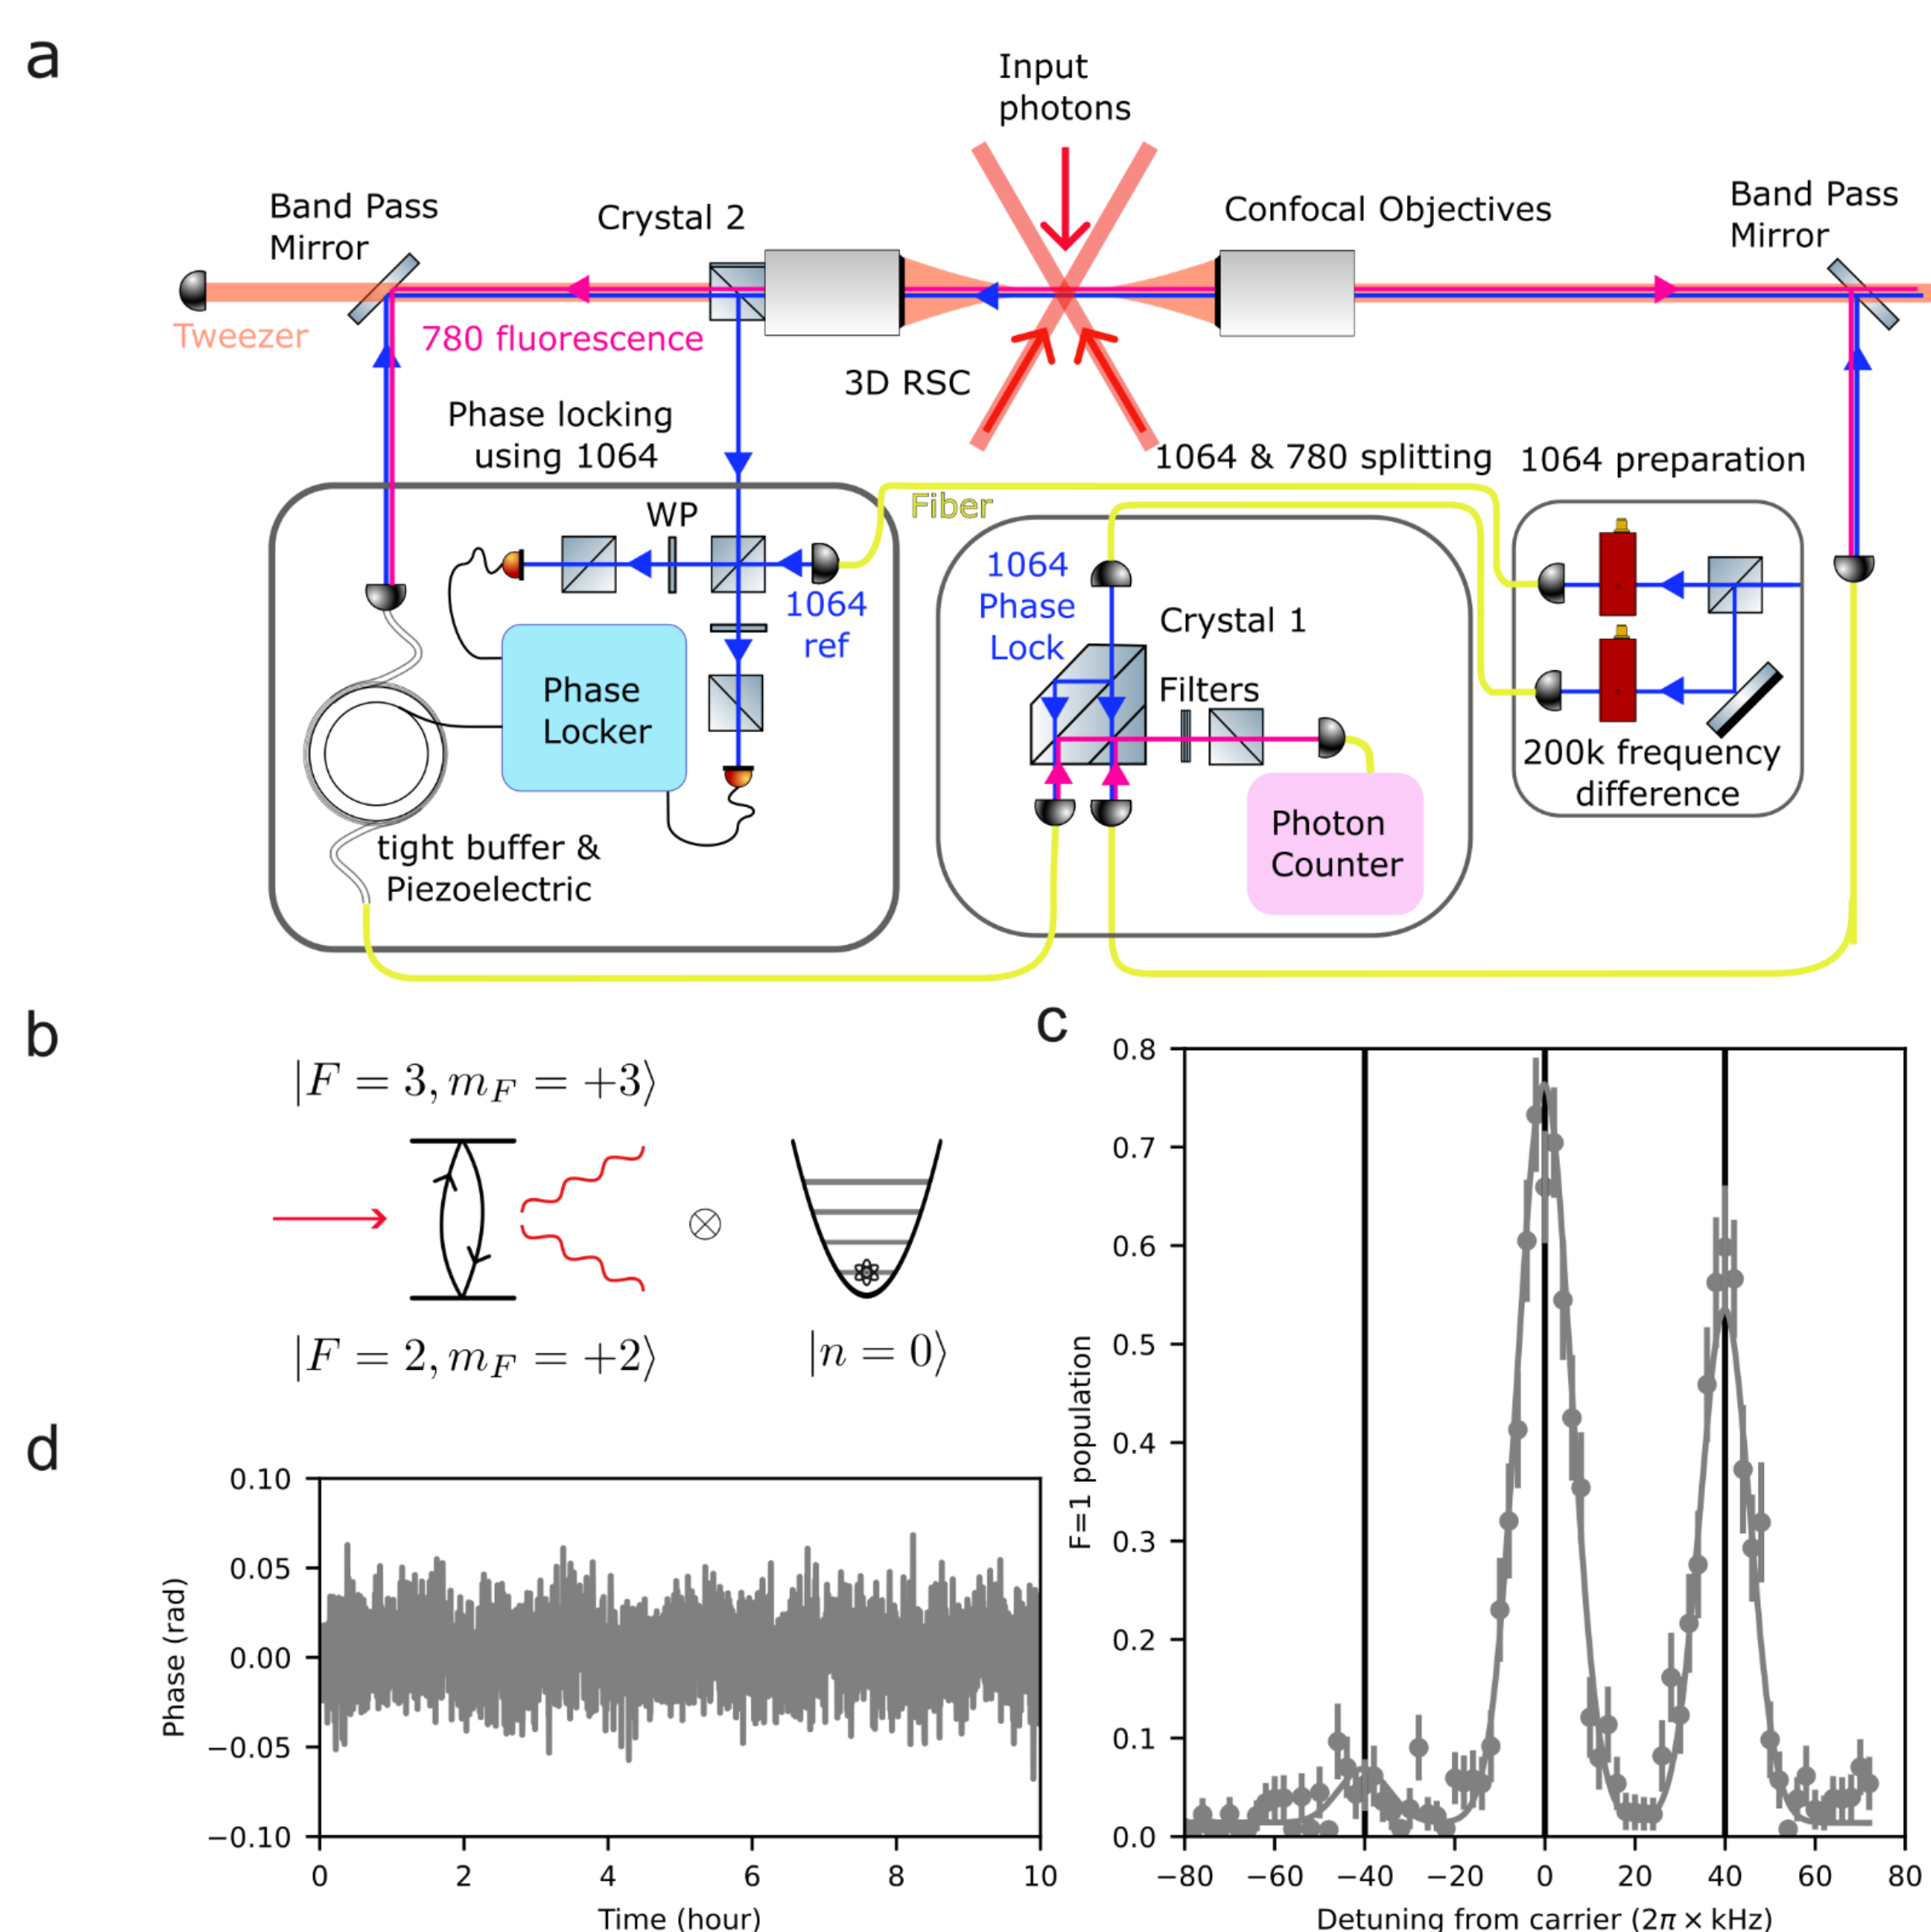 a
Input
photons
Band Pass
Mirror
Crystal 2
Confocal Objectives
Band Pass
Mirror
Tweezer
780 fluorescence
3D RSC
Phase locking
using 1064
1064 & 780 splitting
1064 preparation
WP
Fiber
1064
ref
1064
Phase
Lock
Crystal 1
Filters
Phase
Locker
200k frequency
difference
tight buffer &
Piezoelectric
Photon
Counter
b
|F = 3, m_F = +3⟩
⊗
|F = 2, m_F = +2⟩
|n = 0⟩
c
0.8
0.7
0.6
0.5
0.4
0.3
0.2
0.1
0.0
F=1 population
−80 −60 −40 −20 0 20 40 60 80
Detuning from carrier (2π × kHz)
d
0.10
0.05
0.00
−0.05
−0.10
Phase (rad)
0 2 4 6 8 10
Time (hour)